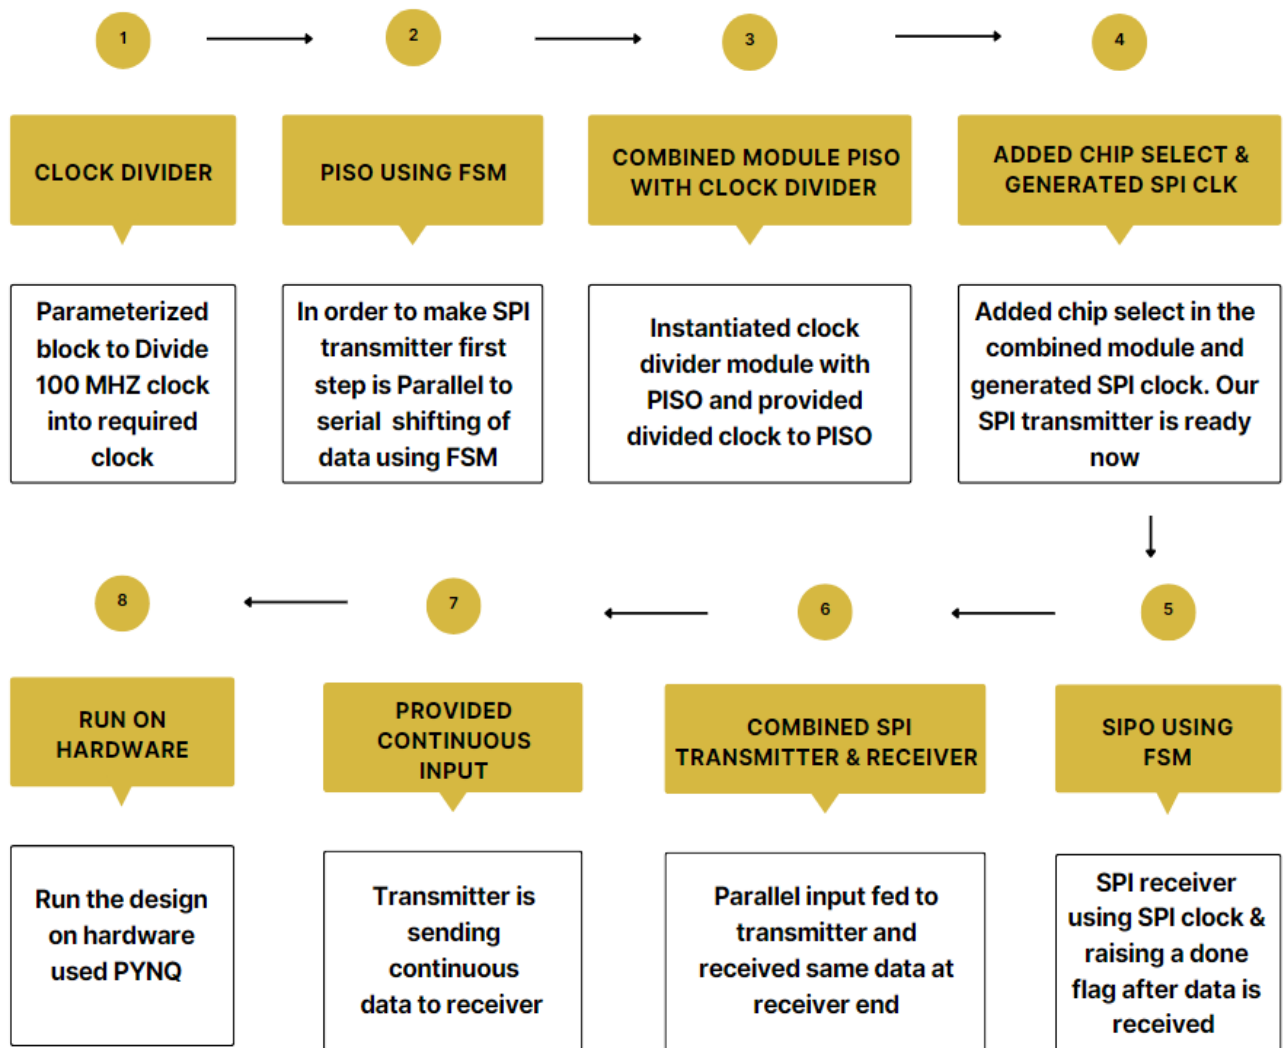 1
2
3
4
CLOCK DIVIDER
PISO USING FSM
COMBINED MODULE PISO
WITH CLOCK DIVIDER
ADDED CHIP SELECT &
GENERATED SPI CLK
Parameterized
block to Divide
100 MHZ clock
into required
clock
In order to make SPI
transmitter first
step is Parallel to
serial shifting of
data using FSM
Instantiated clock
divider module with
PISO and provided
divided clock to PISO
Added chip select in the
combined module and
generated SPI clock. Our
SPI transmitter is ready
now
5
6
7
8
SIPO USING
FSM
COMBINED SPI
TRANSMITTER & RECEIVER
PROVIDED
CONTINUOUS
INPUT
RUN ON
HARDWARE
SPI receiver
using SPI clock &
raising a done
flag after data is
received
Parallel input fed to
transmitter and
received same data at
receiver end
Transmitter is
sending
continuous
data to receiver
Run the design
on hardware
used PYNQ